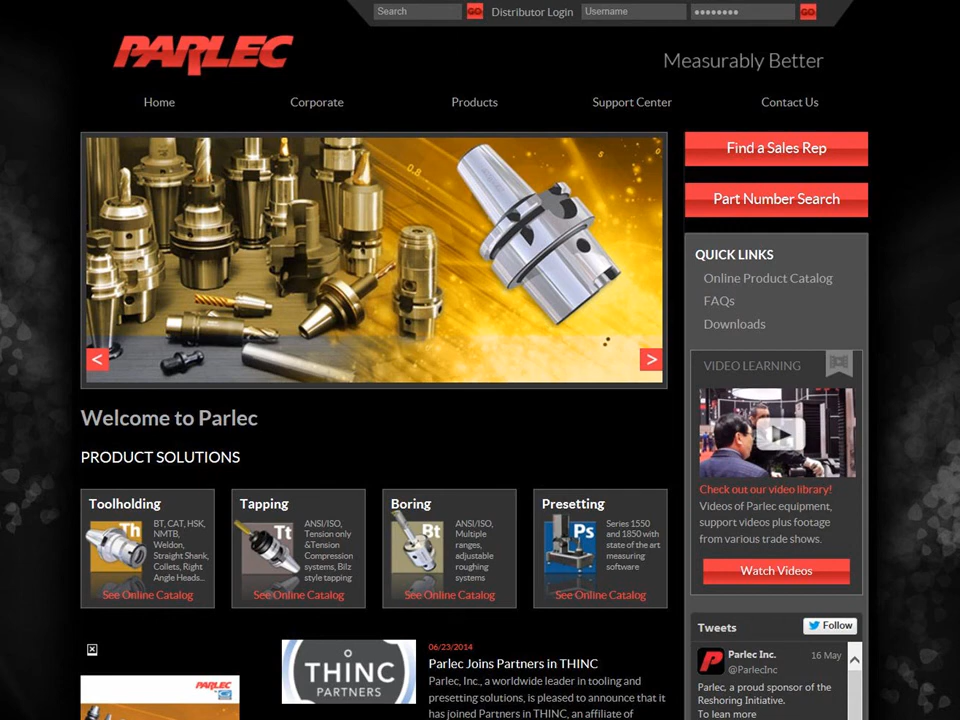 Search
GO
Distributor Login
Username
GO
PARLEC
Measurably Better
Home
Corporate
Products
Support Center
Contact Us
0.8
<
>
Find a Sales Rep
Part Number Search
QUICK LINKS
Online Product Catalog
FAQs
Downloads
VIDEO LEARNING
Check out our video library!
Videos of Parlec equipment,
support videos plus footage
from various trade shows.
Watch Videos
Welcome to Parlec
PRODUCT SOLUTIONS
Toolholding
Th
BT, CAT, HSK,
NMTB,
Weldon,
Straight Shank,
Collets, Right
Angle Heads...
See Online Catalog
Tapping
Tt
ANSI/ISO,
Tension only
&Tension
Compression
systems, Bilz
style tapping
See Online Catalog
Boring
Bt
ANSI/ISO,
Multiple
ranges,
adjustable
roughing
systems
See Online Catalog
Presetting
Ps
Series 1550
and 1850 with
state of the art
measuring
software
See Online Catalog
PARLEC
THINC
PARTNERS
06/23/2014
Parlec Joins Partners in THINC
Parlec, Inc., a worldwide leader in tooling and
presetting solutions, is pleased to announce that it
has joined Partners in THINC, an affiliate of
Tweets
Follow
Parlec Inc.
16 May
@ParlecInc
Parlec, a proud sponsor of the
Reshoring Initiative.
To lean more